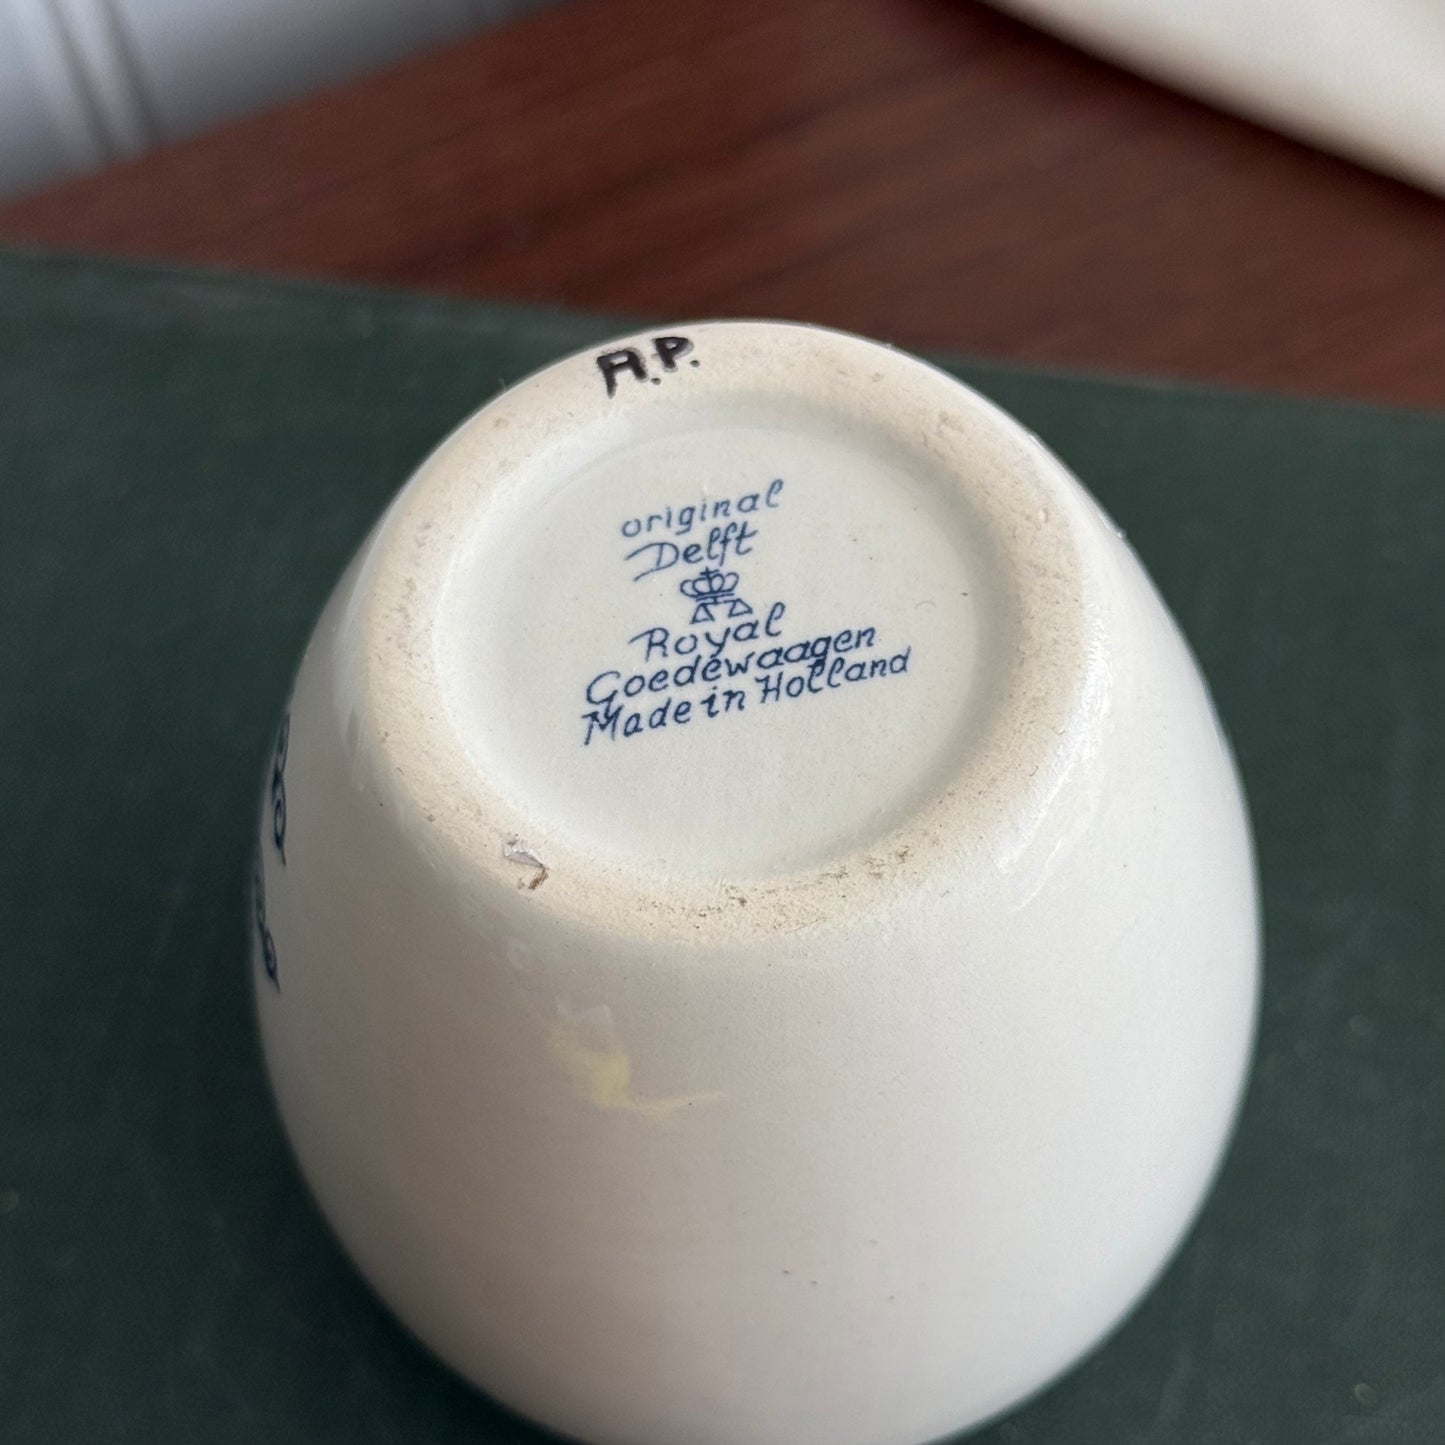 A.P.
original
Delft
Royal
Goedewaagen
Made in Holland